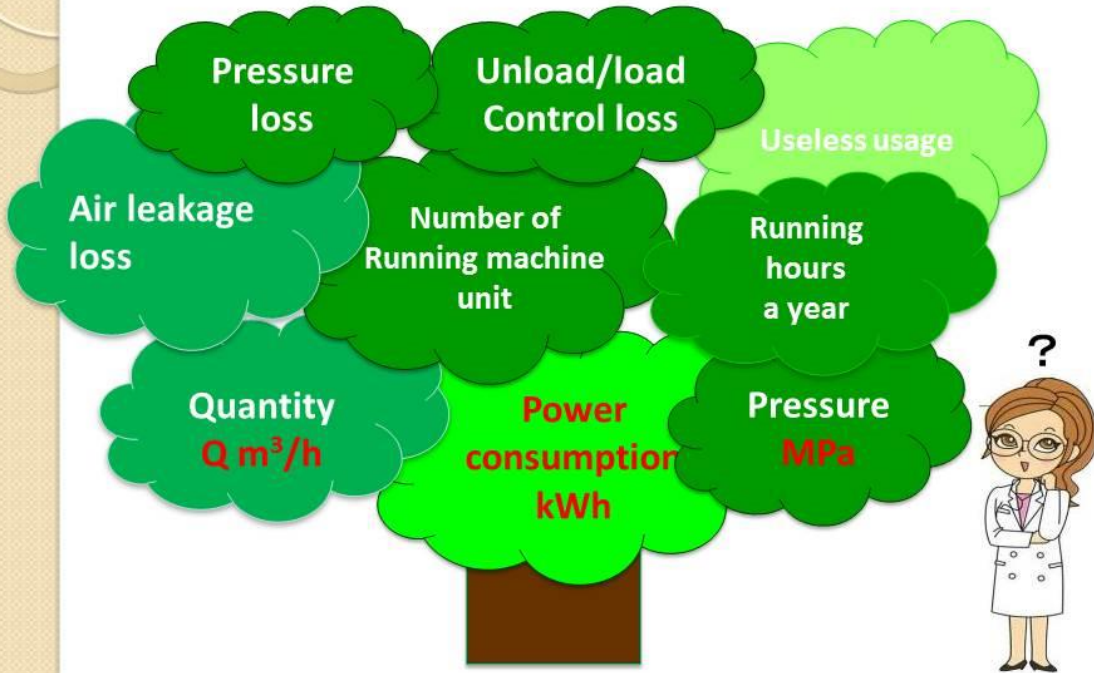 Pressure
loss
Unload/load
Control loss
Useless usage
Air leakage
loss
Number of
Running machine
unit
Running
hours
a year
Quantity
Q m³/h
Power
consumption
kWh
Pressure
MPa
?